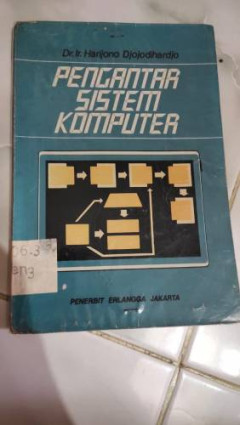 Dr. Ir. Harijono Djojodihardjo
PENGANTAR
SISTEM
KOMPUTER
PENERBIT ERLANGGA JAKARTA